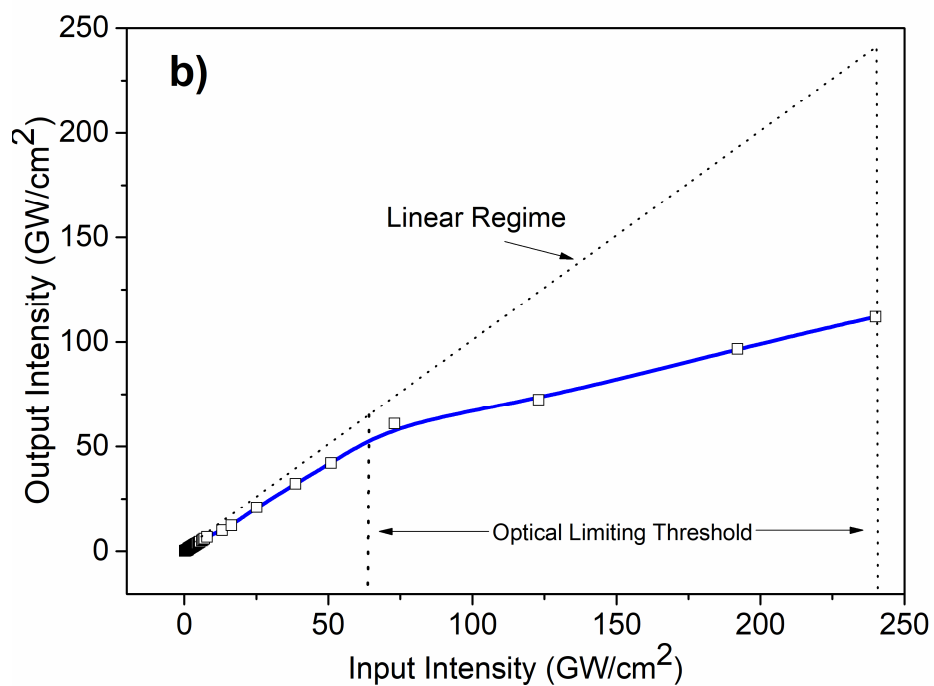 b)
250
200
150
100
50
0
Output Intensity (GW/cm2)
Linear Regime
Optical Limiting Threshold
0 50 100 150 200 250
Input Intensity (GW/cm2)